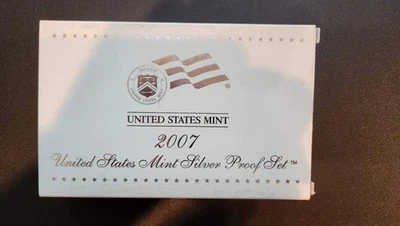 ®
UNITED STATES MINT
2007
United States Mint Silver Proof Set™